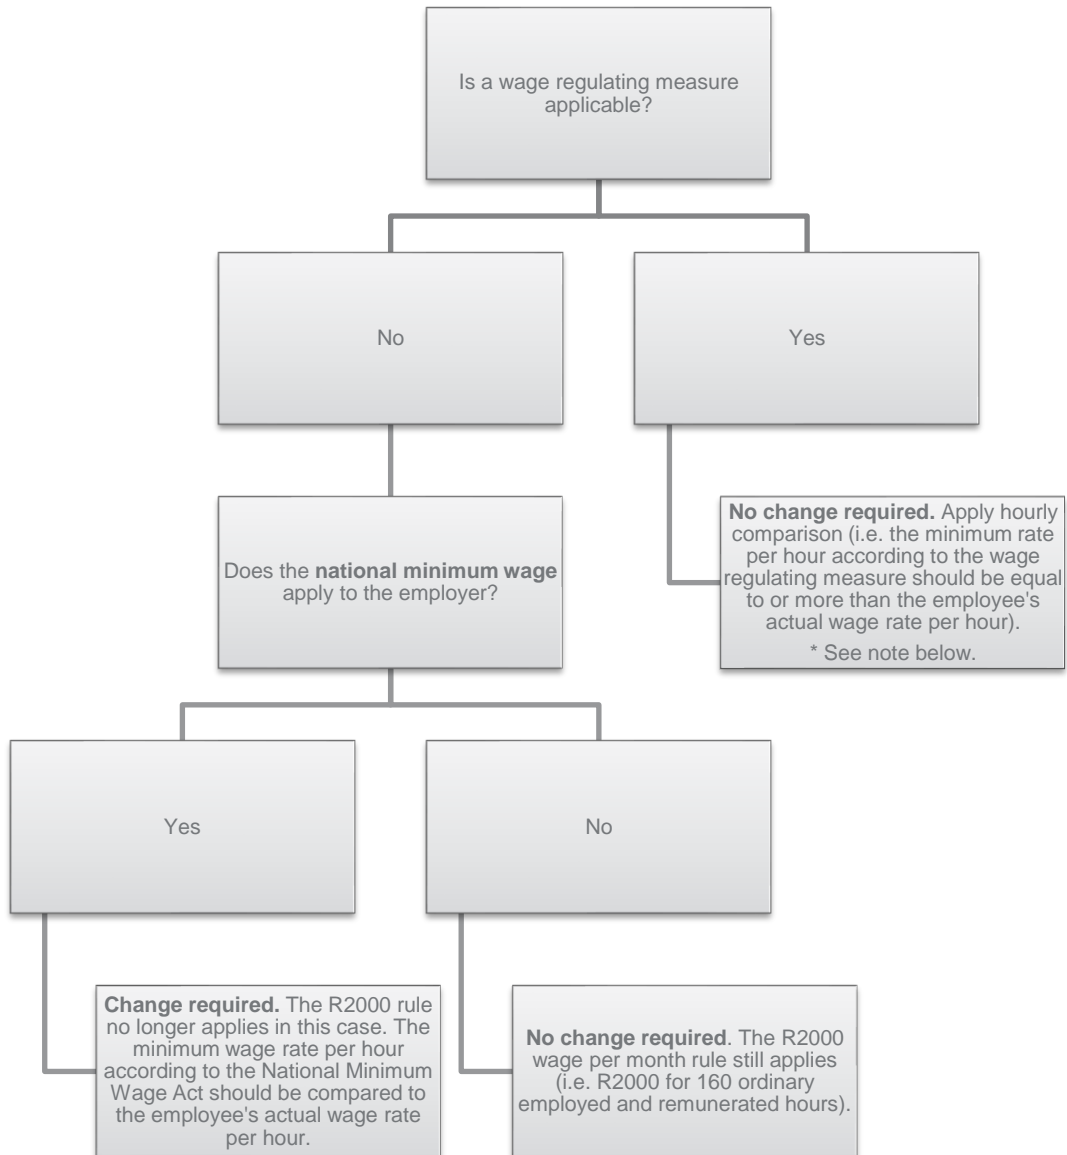 Is a wage regulating measure
applicable?
No
Yes
Does the national minimum wage
apply to the employer?
No change required. Apply hourly
comparison (i.e. the minimum rate
per hour according to the wage
regulating measure should be equal
to or more than the employee's
actual wage rate per hour).
* See note below.
Yes
No
Change required. The R2000 rule
no longer applies in this case. The
minimum wage rate per hour
according to the National Minimum
Wage Act should be compared to
the employee's actual wage rate
per hour.
No change required. The R2000
wage per month rule still applies
(i.e. R2000 for 160 ordinary
employed and remunerated hours).